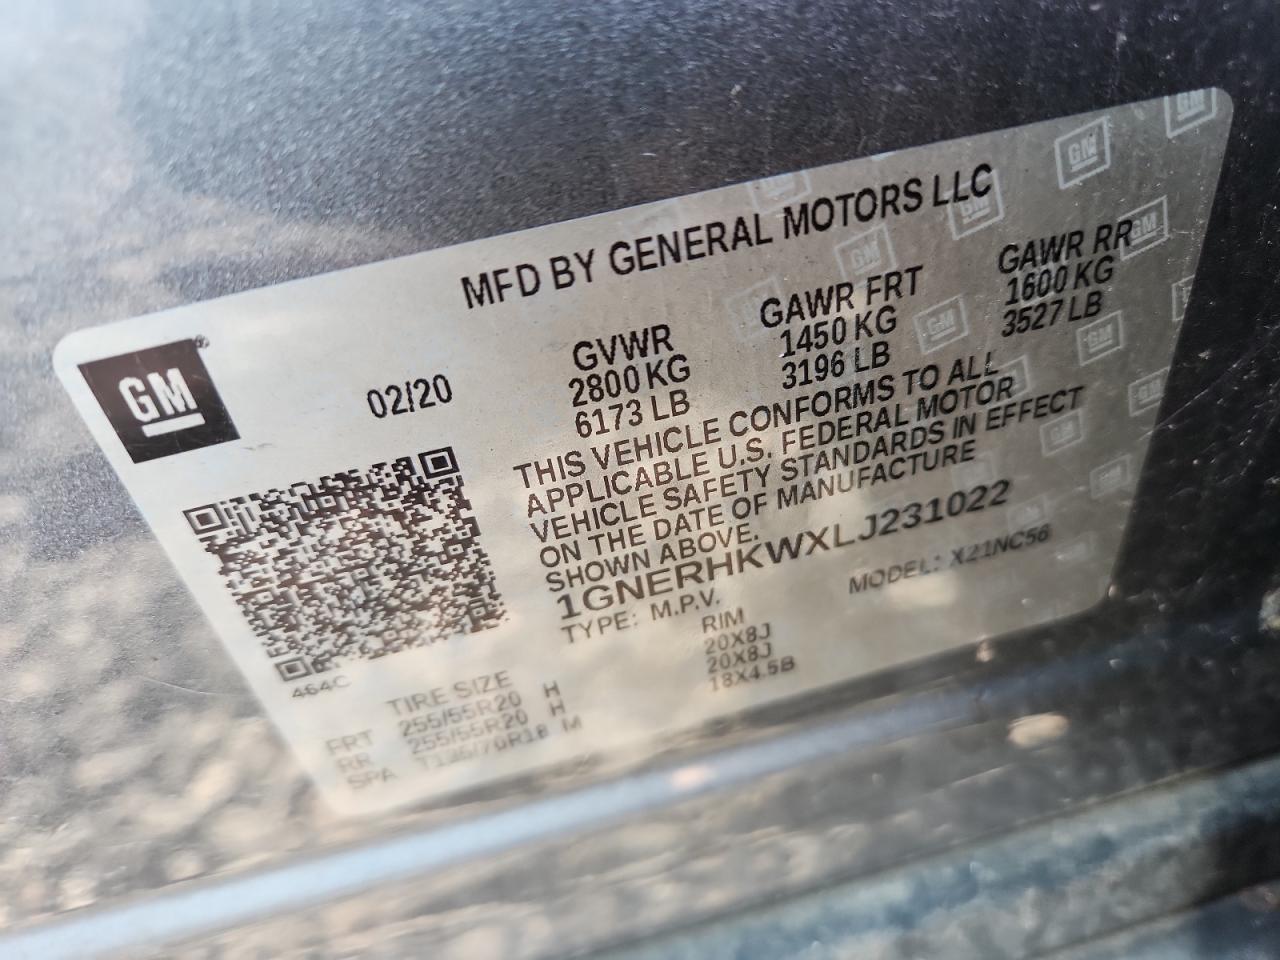 MFD BY GENERAL MOTORS LLC
GM
02/20
GVWR GAWR FRT GAWR RR
2800 KG 1450 KG 1600 KG
6173 LB 3196 LB 3527 LB
THIS VEHICLE CONFORMS TO ALL
APPLICABLE U.S. FEDERAL MOTOR
VEHICLE SAFETY STANDARDS IN EFFECT
ON THE DATE OF MANUFACTURE
SHOWN ABOVE.
1GNERHKWXLJ231022
TYPE: M.P.V. MODEL: X21NC56
464C
TIRE SIZE RIM
FRT 255/55R20 H 20X8J
RR 255/55R20 H 20X8J
SPA T135/70R18 M 18X4.5B